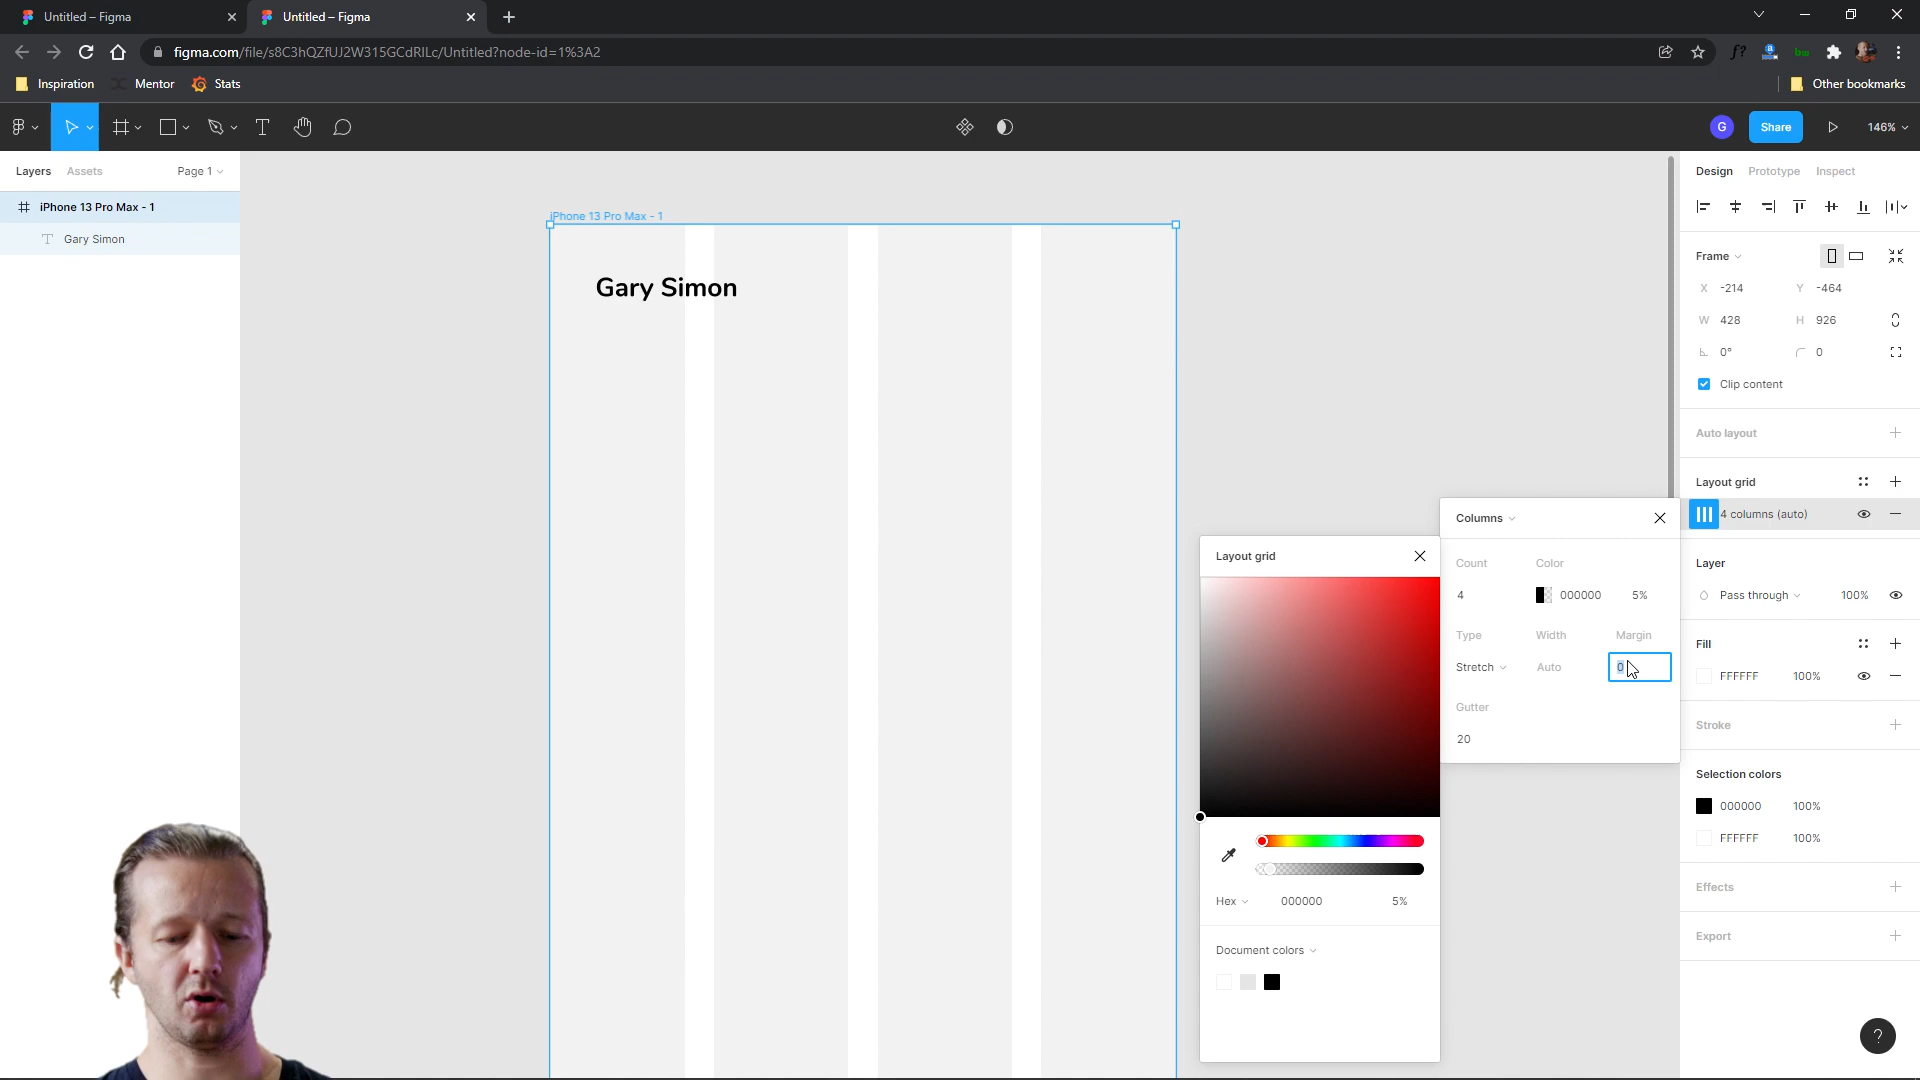 Untitled – Figma
Untitled – Figma
figma.com/file/s8C3hQZfUJ2W315GCdRILc/Untitled?node-id=1%3A2
Inspiration
Mentor
Stats
Other bookmarks
G
Share
146%
Layers
Assets
Page 1
iPhone 13 Pro Max - 1
Gary Simon
iPhone 13 Pro Max - 1
Gary Simon
Design
Prototype
Inspect
Frame
X -214
Y -464
W 428
H 926
0°
0
Clip content
Auto layout
Layout grid
4 columns (auto)
Layer
Pass through
100%
Fill
FFFFFF
100%
Stroke
Selection colors
000000
100%
FFFFFF
100%
Effects
Export
?
Columns
Count
Color
4
000000
5%
Type
Width
Margin
Stretch
Auto
0
Gutter
20
Layout grid
Hex
000000
5%
Document colors